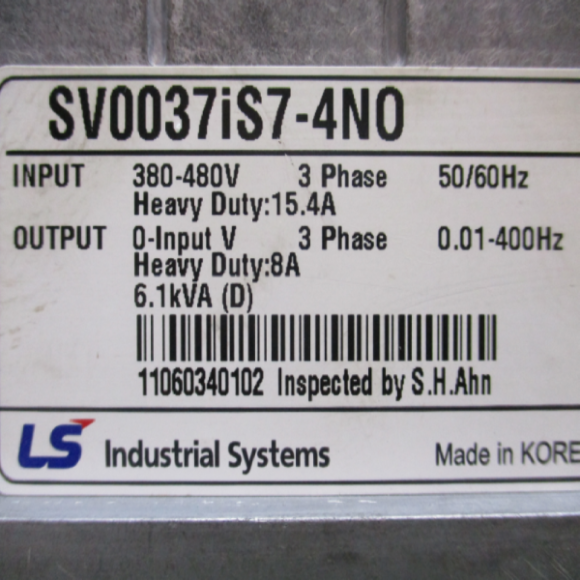 SV0037iS7-4NO
INPUT 380-480V 3 Phase 50/60Hz
Heavy Duty:15.4A
OUTPUT 0-Input V 3 Phase 0.01-400Hz
Heavy Duty:8A
6.1kVA (D)
11060340102 Inspected by S.H.Ahn
LS Industrial Systems Made in KORE